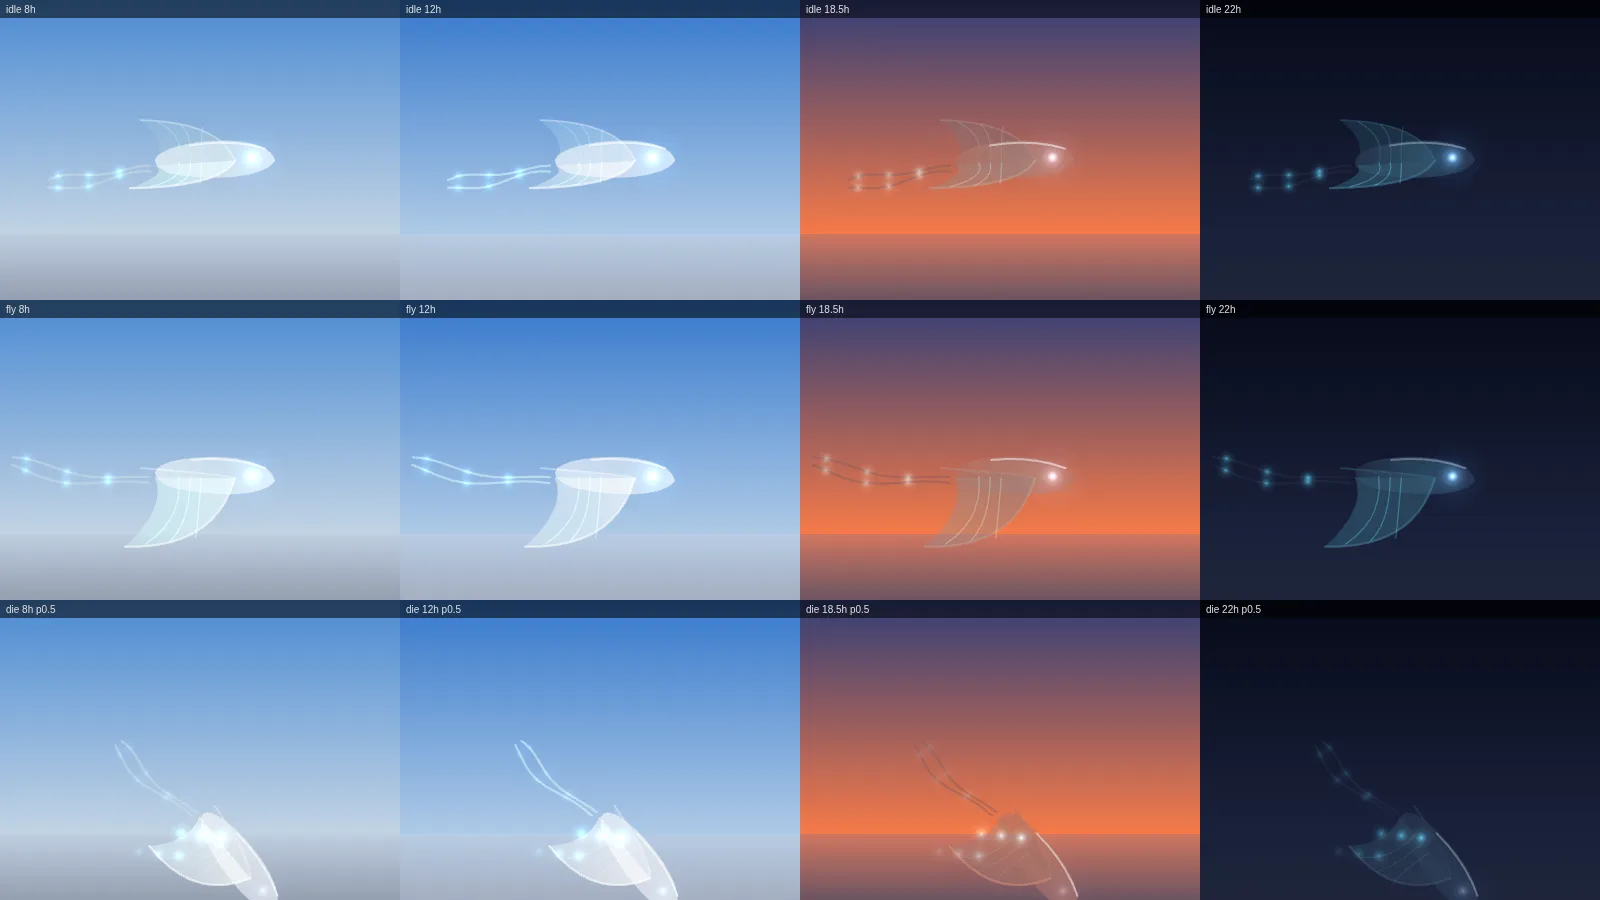 idle 8h
idle 12h
idle 18.5h
idle 22h
fly 8h
fly 12h
fly 18.5h
fly 22h
die 8h p0.5
die 12h p0.5
die 18.5h p0.5
die 22h p0.5